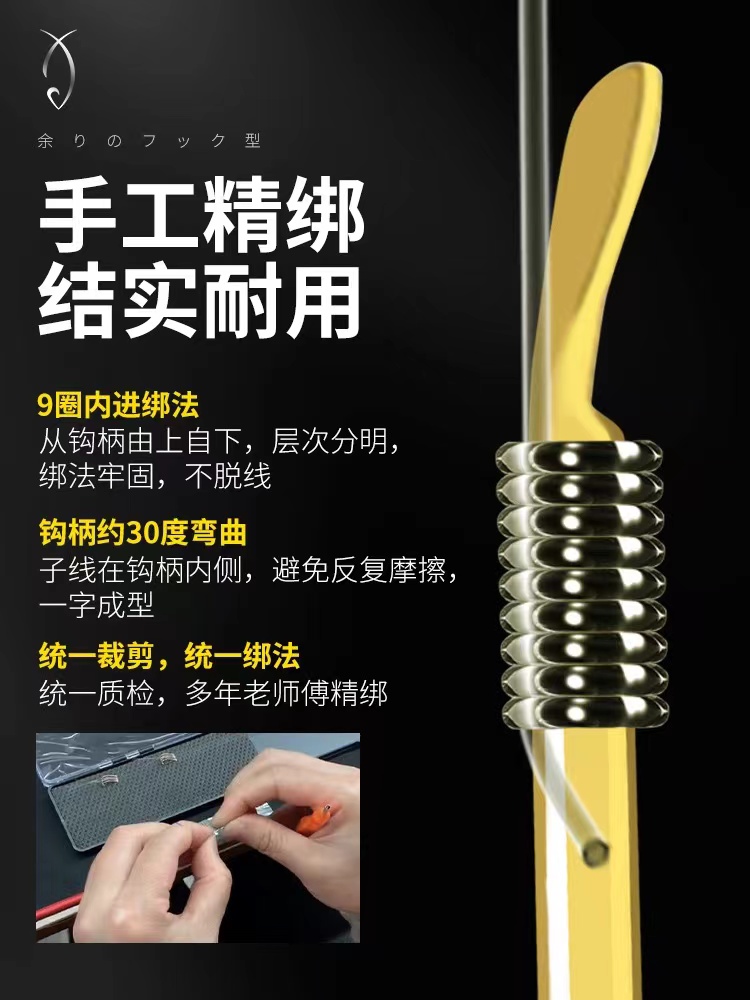 余りのフック型
手工精绑
结实耐用
9圈内进绑法
从钩柄由上自下，层次分明，
绑法牢固，不脱线
钩柄约30度弯曲
子线在钩柄内侧，避免反复摩擦，
一字成型
统一裁剪，统一绑法
统一质检，多年老师傅精绑